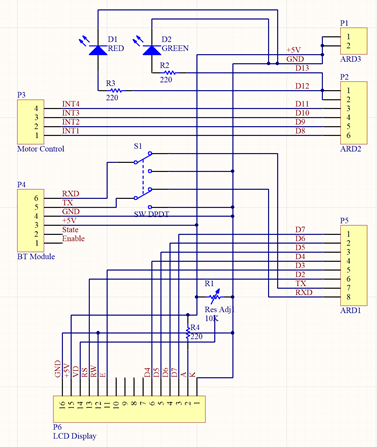 D1
RED
D2
GREEN
P1
1
2
ARD3
+5V
GND
D13
R2
220
P2
D12
R3
220
1
2
3
4
5
6
ARD2
P3
4
3
2
1
Motor Control
INT4
INT3
INT2
INT1
D11
D10
D9
D8
S1
SW DPDT
P4
6
5
4
3
2
1
BT Module
RXD
TX
GND
+5V
State
Enable
P5
D7
D6
D5
D4
D3
D2
TX
RXD
1
2
3
4
5
6
7
8
ARD1
R1
Res Adj
10K
R4
220
GND
+5V
VD
RS
RW
E
D4
D5
D6
D7
A
K
16
15
14
13
12
11
10
9
8
7
6
5
4
3
2
1
P6
LCD Display